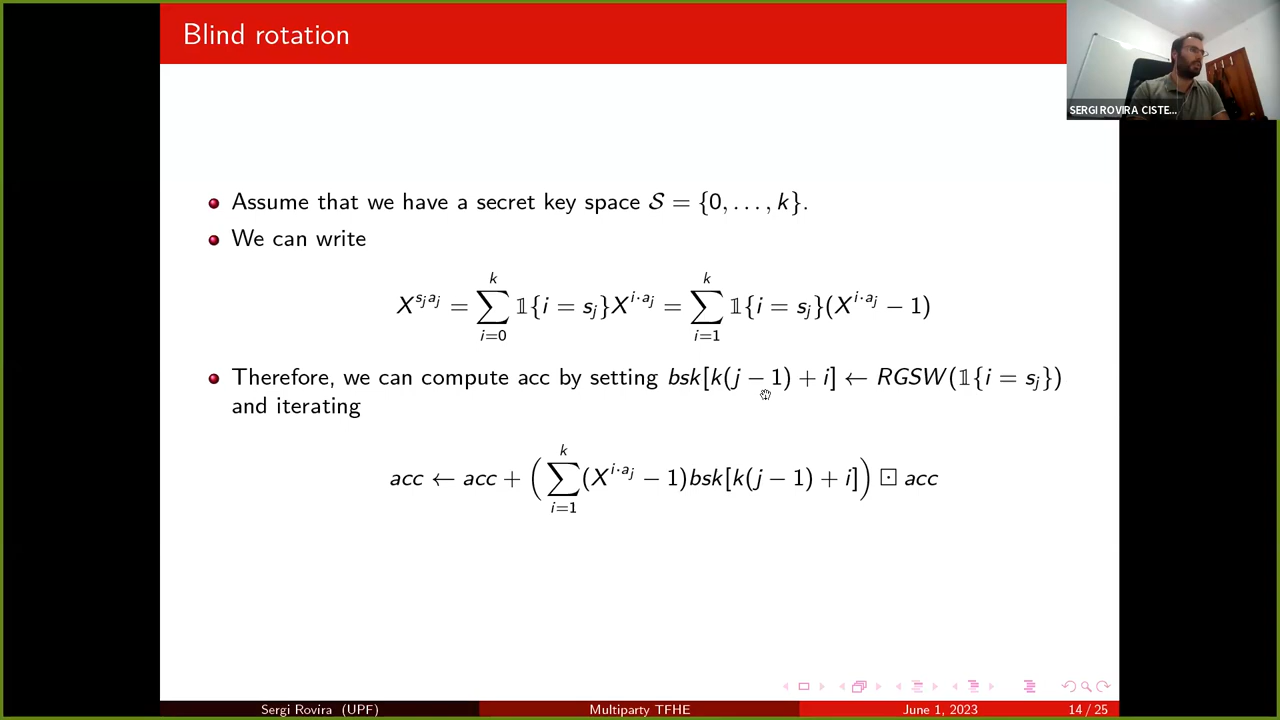 Blind rotation
SERGI ROVIRA CISTE...
Assume that we have a secret key space 𝒮 = {0, . . . , k}.
We can write
X^{s_j a_j} = \sum_{i=0}^{k} 𝟙{i = s_j}X^{i·a_j} = \sum_{i=1}^{k} 𝟙{i = s_j}(X^{i·a_j} − 1)
Therefore, we can compute acc by setting bsk[k(j − 1) + i] ← RGSW(𝟙{i = s_j})
and iterating
acc ← acc + ( \sum_{i=1}^{k} (X^{i·a_j} − 1)bsk[k(j − 1) + i] ) ⊡ acc
Sergi Rovira (UPF) Multiparty TFHE June 1, 2023 14 / 25